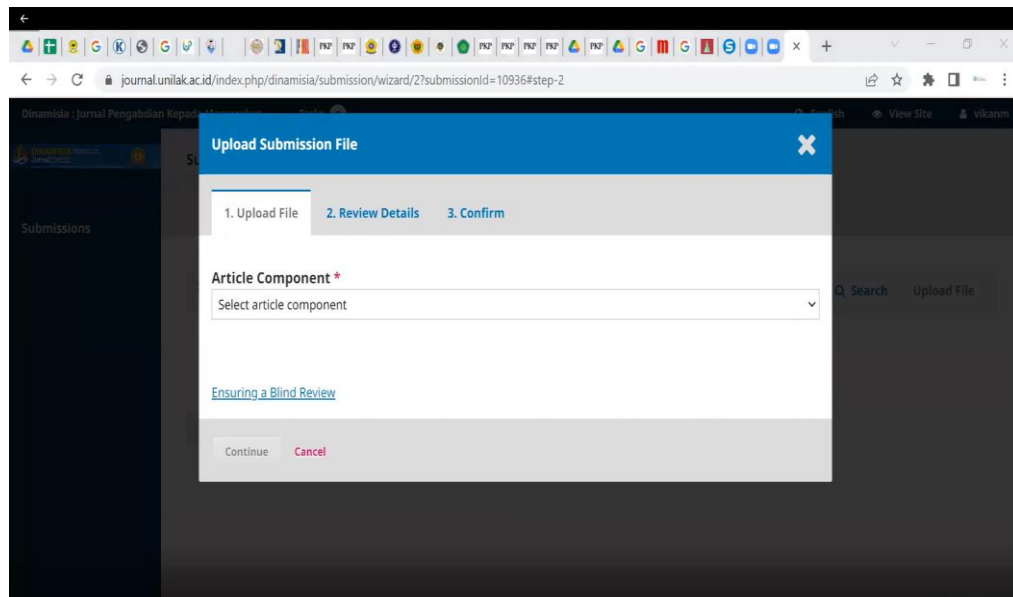 journal.unilak.ac.id/index.php/dinamisia/submission/wizard/2?submissionId=10936#step-2
Dinamisia : Jurnal Pengabdian Kepada
English
View Site
vikanm
Upload Submission File
Submissions
1. Upload File
2. Review Details
3. Confirm
Article Component *
Select article component
Search
Upload File
Ensuring a Blind Review
Continue
Cancel